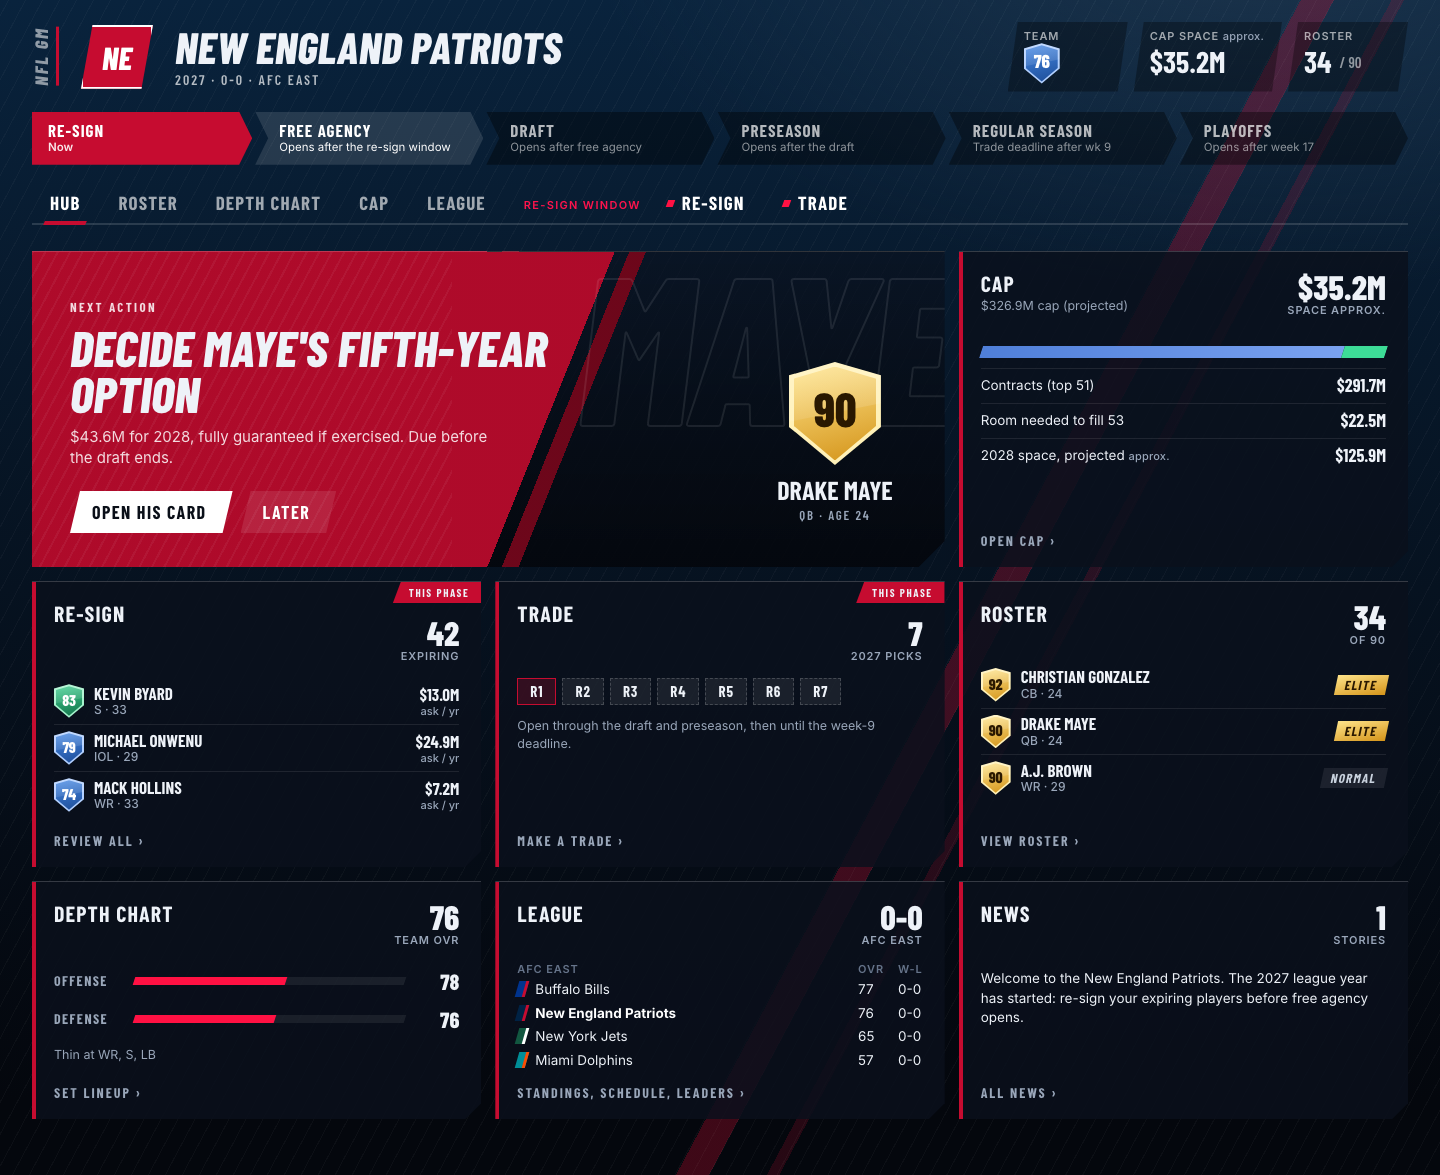 NFL GM
NE
NEW ENGLAND PATRIOTS
2027 · 0-0 · AFC EAST
TEAM
76
CAP SPACE approx.
$35.2M
ROSTER
34 / 90
RE-SIGN
Now
FREE AGENCY
Opens after the re-sign window
DRAFT
Opens after free agency
PRESEASON
Opens after the draft
REGULAR SEASON
Trade deadline after wk 9
PLAYOFFS
Opens after week 17
HUB ROSTER DEPTH CHART CAP LEAGUE RE-SIGN WINDOW RE-SIGN TRADE
NEXT ACTION
DECIDE MAYE'S FIFTH-YEAR
OPTION
$43.6M for 2028, fully guaranteed if exercised. Due before
the draft ends.
OPEN HIS CARD LATER
MAYE
90
DRAKE MAYE
QB · AGE 24
CAP
$326.9M cap (projected)
$35.2M
SPACE APPROX.
Contracts (top 51) $291.7M
Room needed to fill 53 $22.5M
2028 space, projected approx. $125.9M
OPEN CAP ›
THIS PHASE
RE-SIGN
42
EXPIRING
83 KEVIN BYARD $13.0M
S · 33 ask / yr
79 MICHAEL ONWENU $24.9M
IOL · 29 ask / yr
74 MACK HOLLINS $7.2M
WR · 33 ask / yr
REVIEW ALL ›
THIS PHASE
TRADE
7
2027 PICKS
R1 R2 R3 R4 R5 R6 R7
Open through the draft and preseason, then until the week-9
deadline.
MAKE A TRADE ›
ROSTER
34
OF 90
92 CHRISTIAN GONZALEZ ELITE
CB · 24
90 DRAKE MAYE ELITE
QB · 24
90 A.J. BROWN NORMAL
WR · 29
VIEW ROSTER ›
DEPTH CHART
76
TEAM OVR
OFFENSE 78
DEFENSE 76
Thin at WR, S, LB
SET LINEUP ›
LEAGUE
0-0
AFC EAST
AFC EAST OVR W-L
Buffalo Bills 77 0-0
New England Patriots 76 0-0
New York Jets 65 0-0
Miami Dolphins 57 0-0
STANDINGS, SCHEDULE, LEADERS ›
NEWS
1
STORIES
Welcome to the New England Patriots. The 2027 league year
has started: re-sign your expiring players before free agency
opens.
ALL NEWS ›